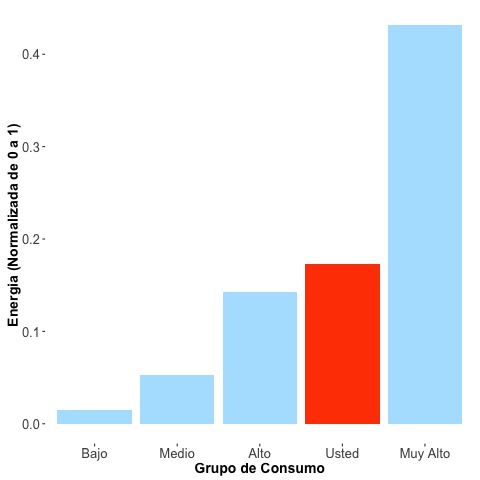 0.4
0.3
0.2
0.1
0.0
Energia (Normalizada de 0 a 1)
Bajo
Medio
Alto
Usted
Muy Alto
Grupo de Consumo